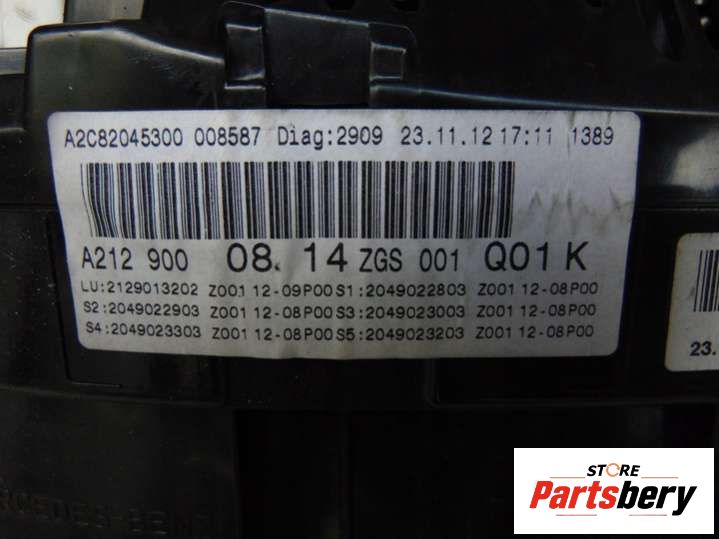 A2C82045300 008587 Diag:2909 23.11.12 17:11 1389
A212 900 08. 14 ZGS 001 Q01 K
LU:2129013202 Z001 12-09P00 S1:2049022803 Z001 12-08P00
S2:2049022903 Z001 12-08P00 S3:2049023003 Z001 12-08P00
S4:2049023303 Z001 12-08P00 S5:2049023203 Z001 12-08P00
23.
STORE
Partsbery